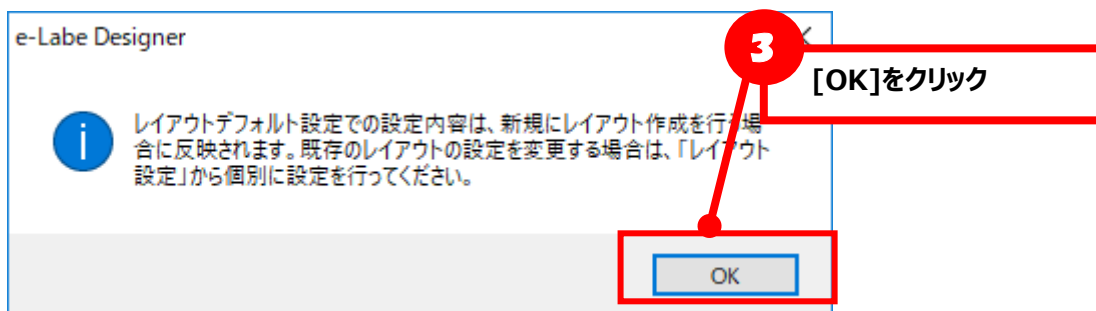 e-Labe Designer
3
[OK]をクリック
レイアウトデフォルト設定での設定内容は、新規にレイアウト作成を行う場
合に反映されます。既存のレイアウトの設定を変更する場合は、「レイアウト
設定」から個別に設定を行ってください。
OK